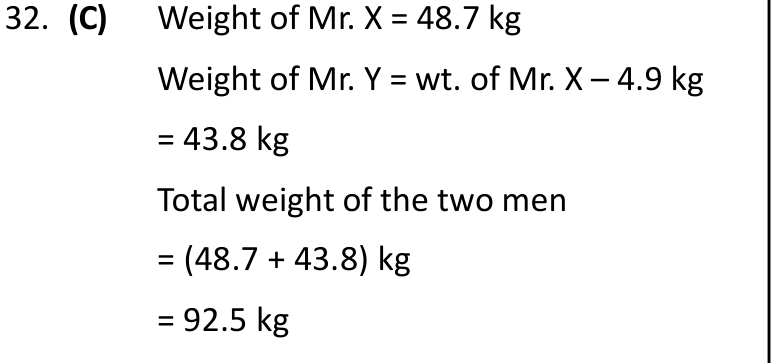 32. (C) Weight of Mr. X = 48.7 kg
Weight of Mr. Y = wt. of Mr. X – 4.9 kg
= 43.8 kg
Total weight of the two men
= (48.7 + 43.8) kg
= 92.5 kg